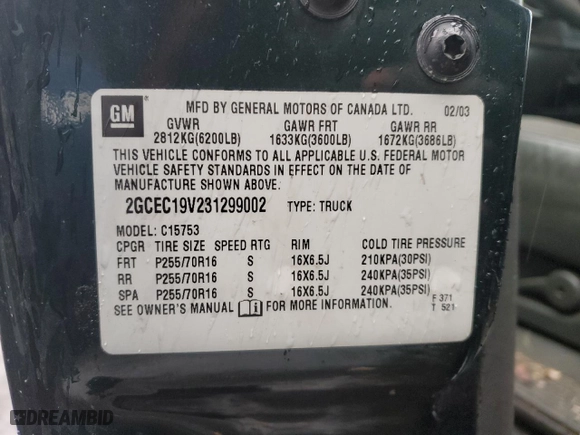 GM
MFD BY GENERAL MOTORS OF CANADA LTD. 02/03
GVWR GAWR FRT GAWR RR
2812KG(6200LB) 1633KG(3600LB) 1672KG(3686LB)
THIS VEHICLE CONFORMS TO ALL APPLICABLE U.S. FEDERAL MOTOR
VEHICLE SAFETY STANDARDS IN EFFECT ON THE DATE OF
MANUFACTURE SHOWN ABOVE.
2GCEC19V231299002 TYPE: TRUCK
MODEL: C15753
CPGR TIRE SIZE SPEED RTG RIM COLD TIRE PRESSURE
FRT P255/70R16 S 16X6.5J 210KPA(30PSI)
RR P255/70R16 S 16X6.5J 240KPA(35PSI)
SPA P255/70R16 S 16X6.5J 240KPA(35PSI)
SEE OWNER'S MANUAL FOR MORE INFORMATION.
F 371
T 521
DREAMBID